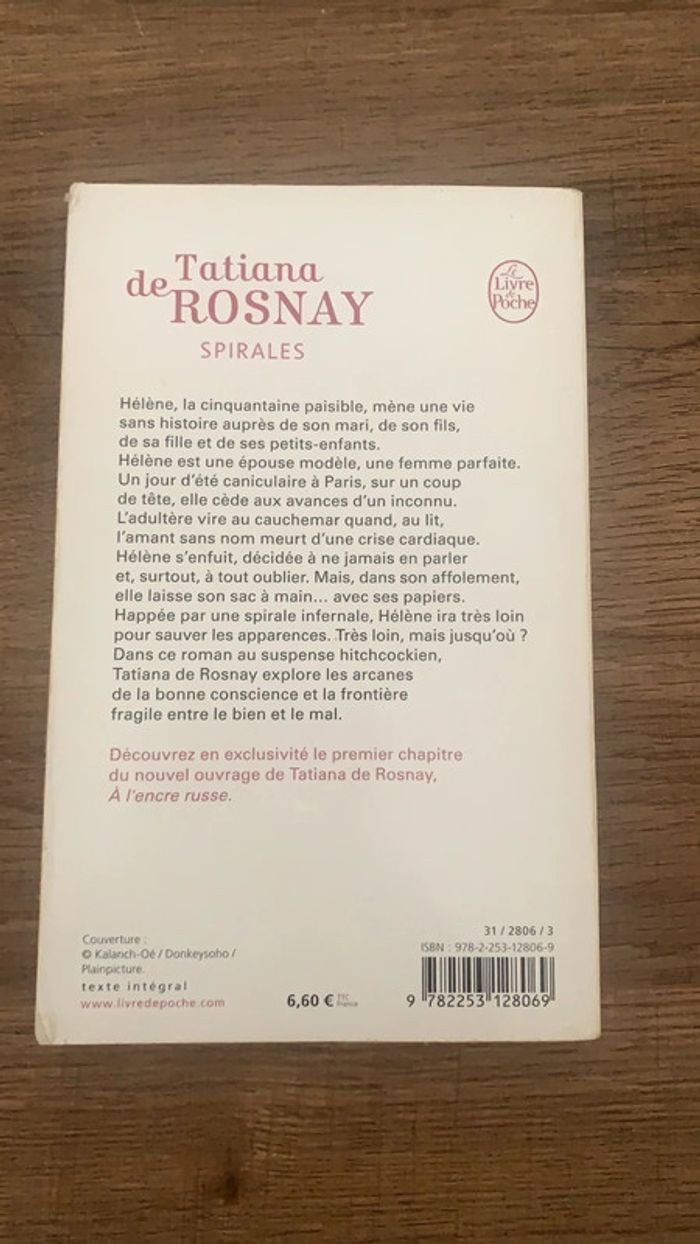 Tatiana
de ROSNAY
SPIRALES
Le
Livre
de
Poche
Hélène, la cinquantaine paisible, mène une vie
sans histoire auprès de son mari, de son fils,
de sa fille et de ses petits-enfants.
Hélène est une épouse modèle, une femme parfaite.
Un jour d'été caniculaire à Paris, sur un coup
de tête, elle cède aux avances d'un inconnu.
L'adultère vire au cauchemar quand, au lit,
l'amant sans nom meurt d'une crise cardiaque.
Hélène s'enfuit, décidée à ne jamais en parler
et, surtout, à tout oublier. Mais, dans son affolement,
elle laisse son sac à main... avec ses papiers.
Happée par une spirale infernale, Hélène ira très loin
pour sauver les apparences. Très loin, mais jusqu'où ?
Dans ce roman au suspense hitchcockien,
Tatiana de Rosnay explore les arcanes
de la bonne conscience et la frontière
fragile entre le bien et le mal.
Découvrez en exclusivité le premier chapitre
du nouvel ouvrage de Tatiana de Rosnay,
À l'encre russe.
Couverture :
© Kalanch-Oé / Donkeysoho /
Plainpicture.
texte intégral
www.livredepoche.com
6,60 € TTC
France
31 / 2806 / 3
ISBN : 978-2-253-12806-9
9 782253 128069